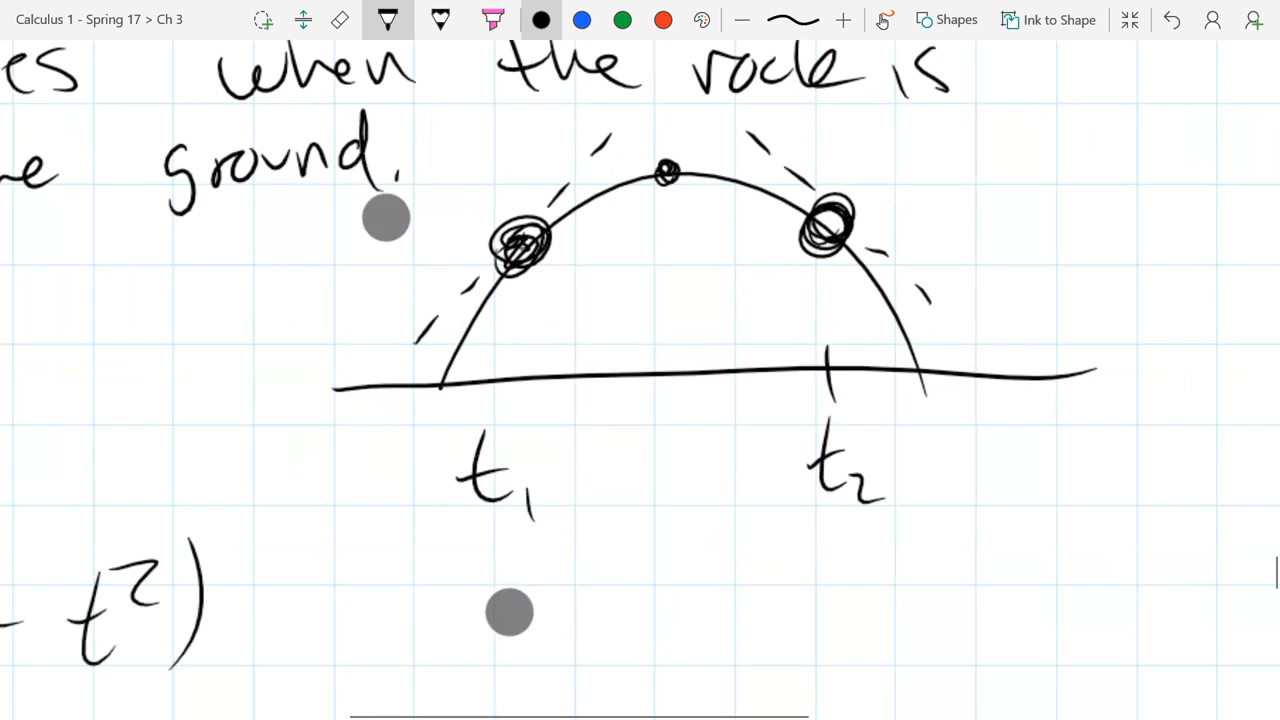 Calculus 1 - Spring 17 > Ch 3
Shapes
Ink to Shape
es when the rock is
e ground.
t1
t2
- t²)